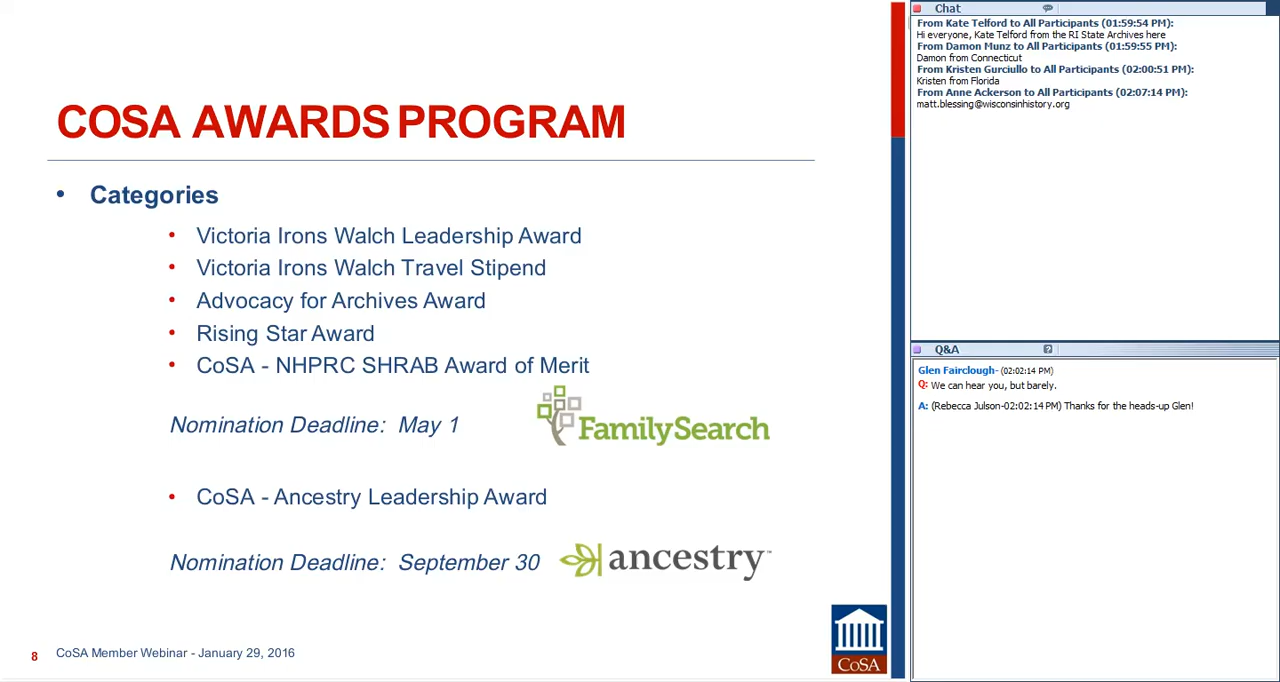 COSA AWARDS PROGRAM
• Categories
• Victoria Irons Walch Leadership Award
• Victoria Irons Walch Travel Stipend
• Advocacy for Archives Award
• Rising Star Award
• CoSA - NHPRC SHRAB Award of Merit
Nomination Deadline: May 1
FamilySearch
• CoSA - Ancestry Leadership Award
Nomination Deadline: September 30
ancestry™
8 CoSA Member Webinar - January 29, 2016
CoSA
Chat
From Kate Telford to All Participants (01:59:54 PM):
Hi everyone, Kate Telford from the RI State Archives here
From Damon Munz to All Participants (01:59:55 PM):
Damon from Connecticut
From Kristen Gurciullo to All Participants (02:00:51 PM):
Kristen from Florida
From Anne Ackerson to All Participants (02:07:14 PM):
matt.blessing@wisconsinhistory.org
Q&A
Glen Fairclough- (02:02:14 PM)
Q: We can hear you, but barely.
A: (Rebecca Julson-02:02:14 PM) Thanks for the heads-up Glen!